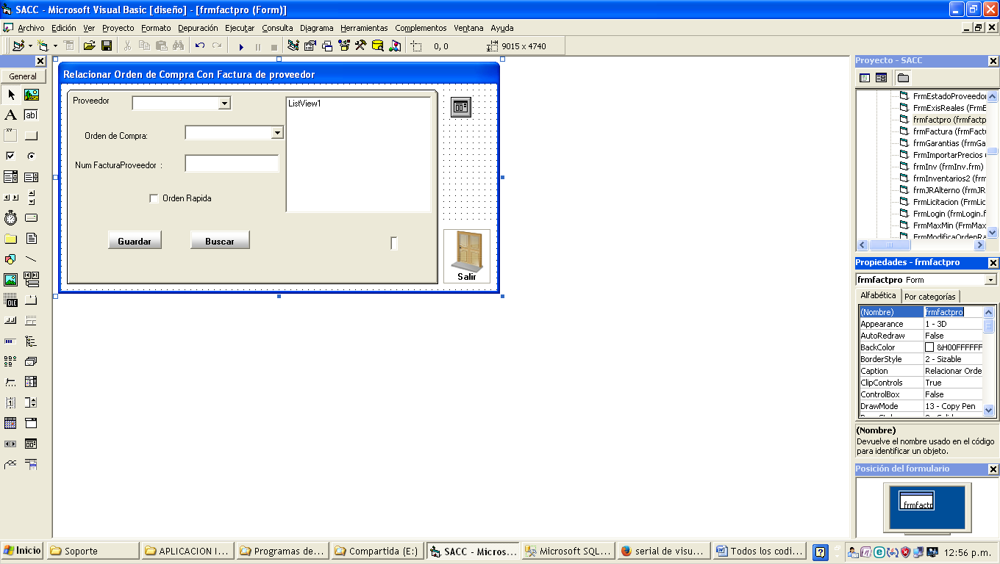 SACC - Microsoft Visual Basic [diseño] - [frmfactpro (Form)]
Archivo Edición Ver Proyecto Formato Depuración Ejecutar Consulta Diagrama Herramientas Complementos Ventana Ayuda
0, 0 9015 x 4740
General
Relacionar Orden de Compra Con Factura de proveedor
Proveedor
ListView1
Orden de Compra:
Num FacturaProveedor :
Orden Rapida
Guardar Buscar
Salir
Proyecto - SACC
FrmEstadoProveedor
FrmExisReales (FrmE
frmfactpro (frmfactp
frmFactura (frmFactu
frmGarantias (frmGar
FrmImportarPrecios
frmInv (frmInv.frm)
frmInventarios2 (frm
frmJRAlterno (frmJR
FrmLicitacion (FrmLic
FrmLogin (frmLogin.f
FrmMaxMin (FrmMax
FrmModificaOrdenRa
Propiedades - frmfactpro
frmfactpro Form
Alfabética Por categorías
(Nombre) frmfactpro
Appearance 1 - 3D
AutoRedraw False
BackColor &H00FFFFFF
BorderStyle 2 - Sizable
Caption Relacionar Orde
ClipControls True
ControlBox False
DrawMode 13 - Copy Pen
(Nombre)
Devuelve el nombre usado en el código
para identificar un objeto.
Posición del formulario
frmfactp
Inicio Soporte APLICACION I... Programas de... Compartida (E:) SACC - Micros... Microsoft SQL... serial de visu... Todos los codi... 12:56 p.m.